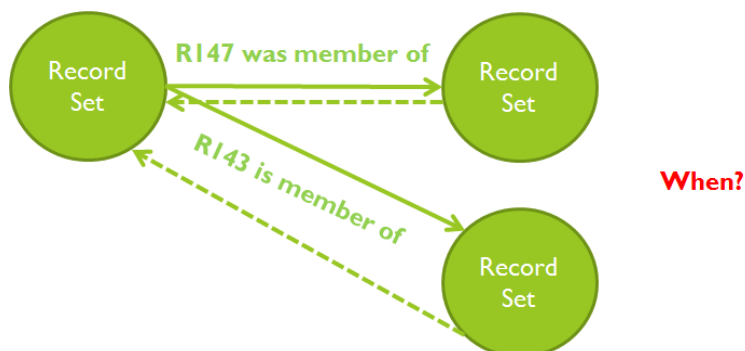 R147 was member of
Record
Set
Record
Set
R143 is member of
When?
Record
Set